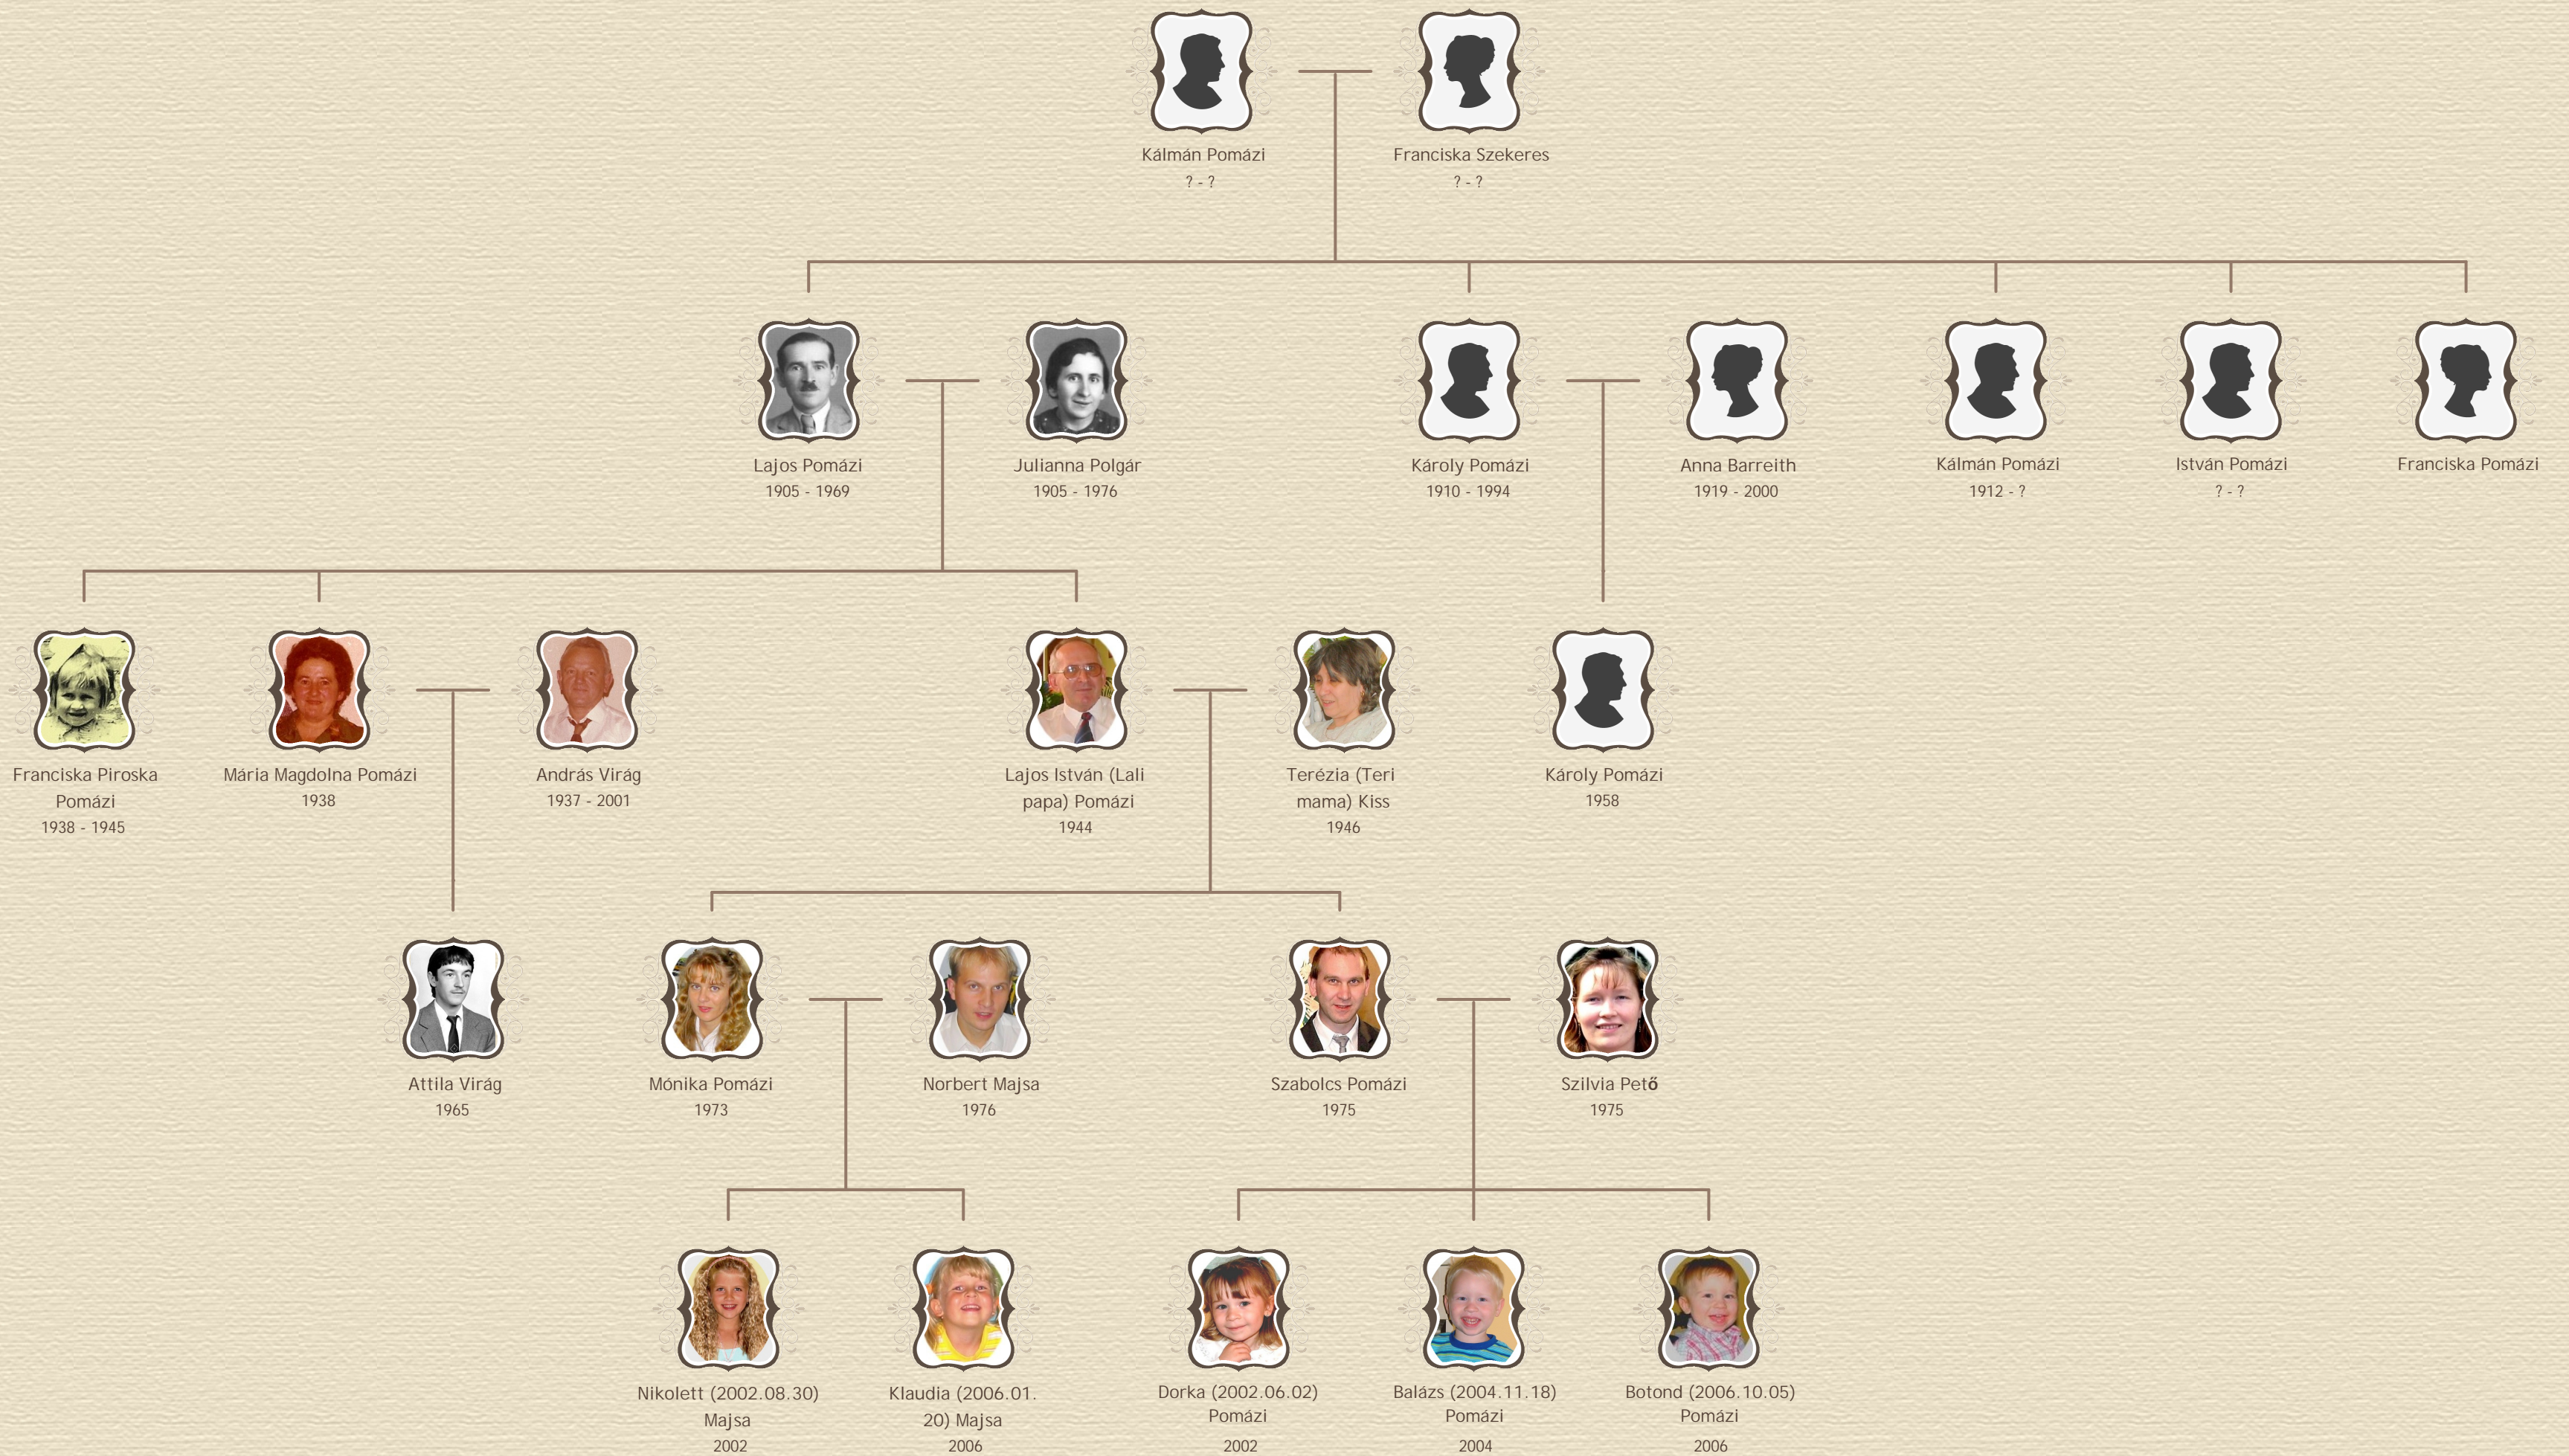 Kálmán Pomázi
? - ?
Franciska Szekeres
? - ?
Lajos Pomázi
1905 - 1969
Julianna Polgár
1905 - 1976
Károly Pomázi
1910 - 1994
Anna Barreith
1919 - 2000
Kálmán Pomázi
1912 - ?
István Pomázi
? - ?
Franciska Pomázi
Franciska Piroska
Pomázi
1938 - 1945
Mária Magdolna Pomázi
1938
András Virág
1937 - 2001
Lajos István (Lali
papa) Pomázi
1944
Terézia (Teri
mama) Kiss
1946
Károly Pomázi
1958
Attila Virág
1965
Mónika Pomázi
1973
Norbert Majsa
1976
Szabolcs Pomázi
1975
Szilvia Pető
1975
Nikolett (2002.08.30)
Majsa
2002
Klaudia (2006.01.
20) Majsa
2006
Dorka (2002.06.02)
Pomázi
2002
Balázs (2004.11.18)
Pomázi
2004
Botond (2006.10.05)
Pomázi
2006